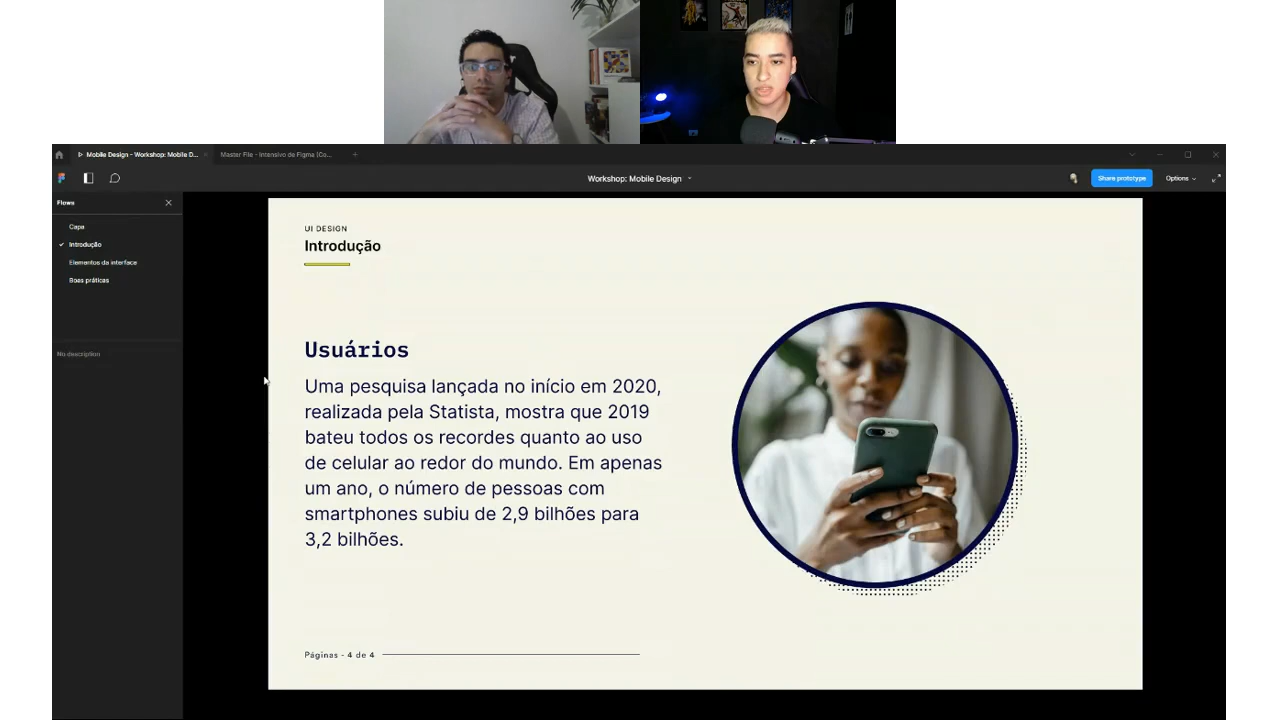 Mobile Design - Workshop: Mobile D...
Master File - Intensivo de Figma (Co...
Workshop: Mobile Design
Share prototype
Options
Flows
Capa
Introdução
Elementos da interface
Boas práticas
No description
UI DESIGN
Introdução
Usuários
Uma pesquisa lançada no início em 2020,
realizada pela Statista, mostra que 2019
bateu todos os recordes quanto ao uso
de celular ao redor do mundo. Em apenas
um ano, o número de pessoas com
smartphones subiu de 2,9 bilhões para
3,2 bilhões.
Páginas - 4 de 4